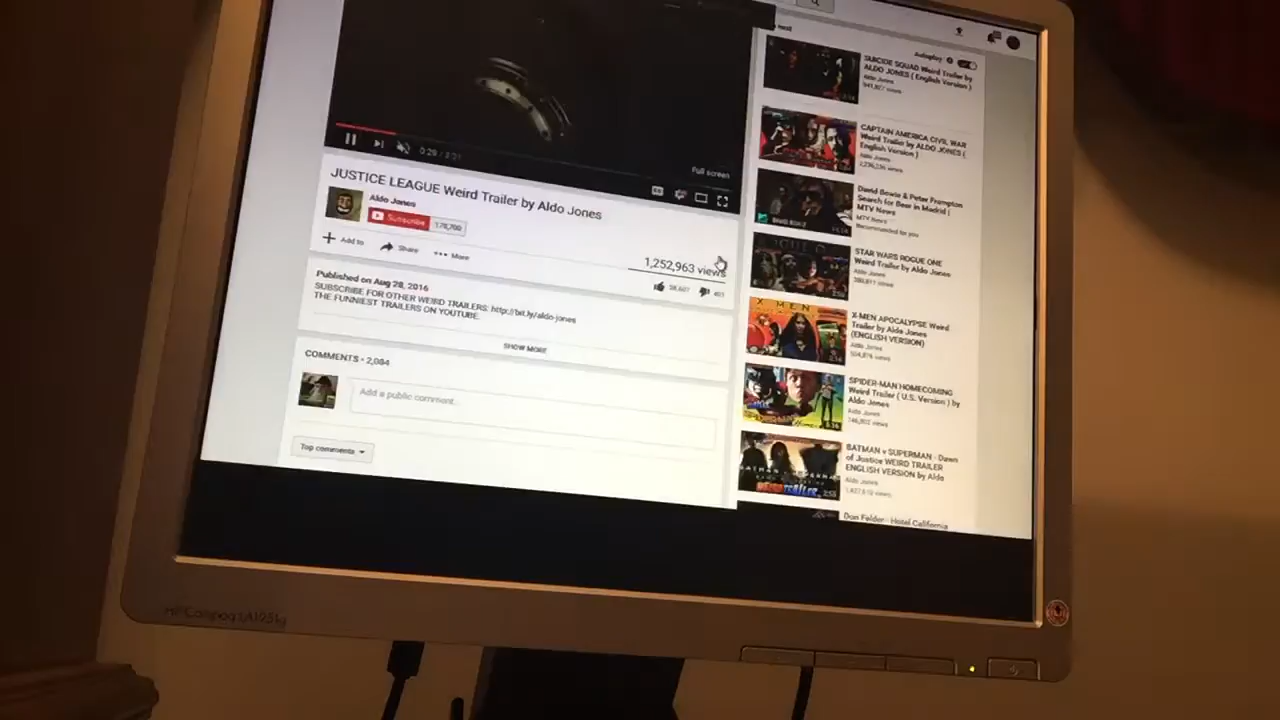 Full screen
JUSTICE LEAGUE Weird Trailer by Aldo Jones
Aldo Jones
Subscribe
Add to
Share
More
1,252,963 views
Published on Aug 28, 2016
SUBSCRIBE FOR OTHER WEIRD TRAILERS: http://bit.ly/aldo-jones
THE FUNNIEST TRAILERS ON YOUTUBE.
SHOW MORE
COMMENTS • 2,084
Add a public comment...
Top comments
next
Autoplay
SUICIDE SQUAD Weird Trailer by
ALDO JONES ( English Version )
Aldo Jones
CAPTAIN AMERICA CIVIL WAR
Weird Trailer by ALDO JONES (
English Version )
Aldo Jones
David Bowie & Peter Frampton
Search for Beer in Madrid |
MTV News
MTV News
Recommended for you
STAR WARS ROGUE ONE
Weird Trailer by Aldo Jones
Aldo Jones
X-MEN
X-MEN APOCALYPSE Weird
Trailer by Aldo Jones
(ENGLISH VERSION)
Aldo Jones
SPIDER-MAN HOMECOMING
Weird Trailer ( U.S. Version ) by
Aldo Jones
Aldo Jones
BATMAN v SUPERMAN - Dawn
of Justice WEIRD TRAILER
ENGLISH VERSION by Aldo
Aldo Jones
Don Felder - Hotel California
HP Compaq LA1951g